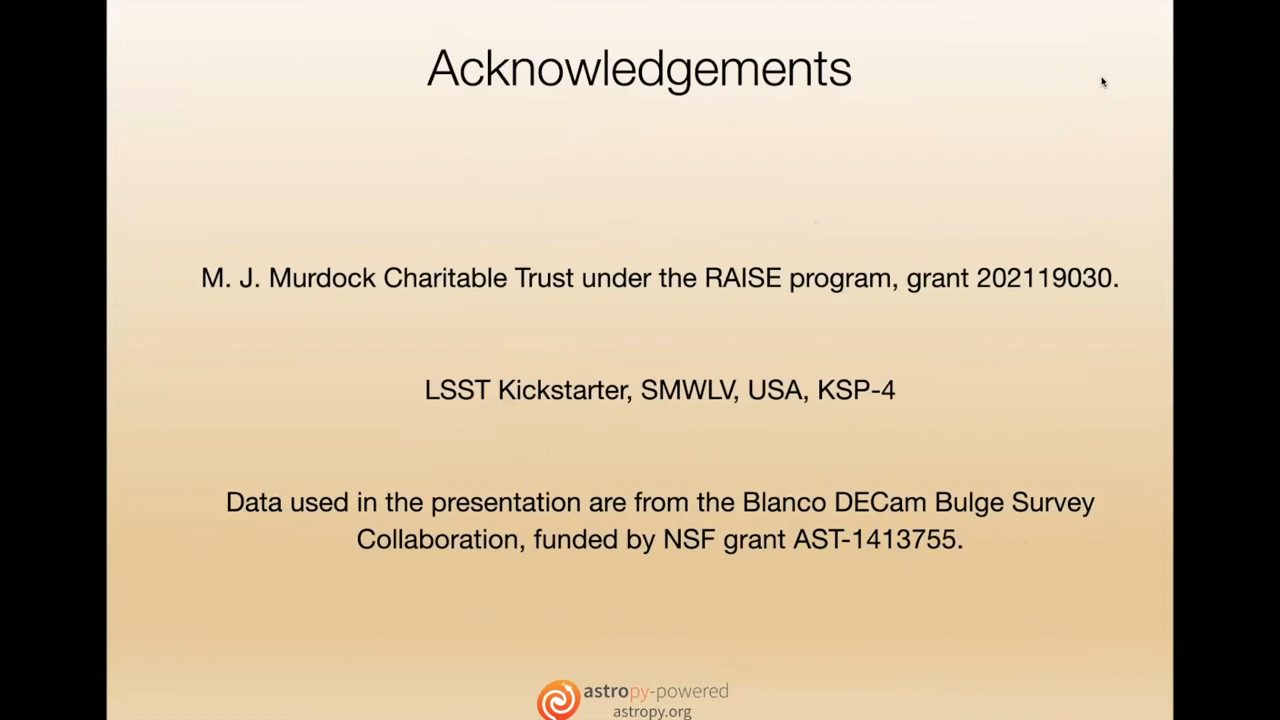 Acknowledgements
M. J. Murdock Charitable Trust under the RAISE program, grant 202119030.
LSST Kickstarter, SMWLV, USA, KSP-4
Data used in the presentation are from the Blanco DECam Bulge Survey
Collaboration, funded by NSF grant AST-1413755.
astropy-powered
astropy.org